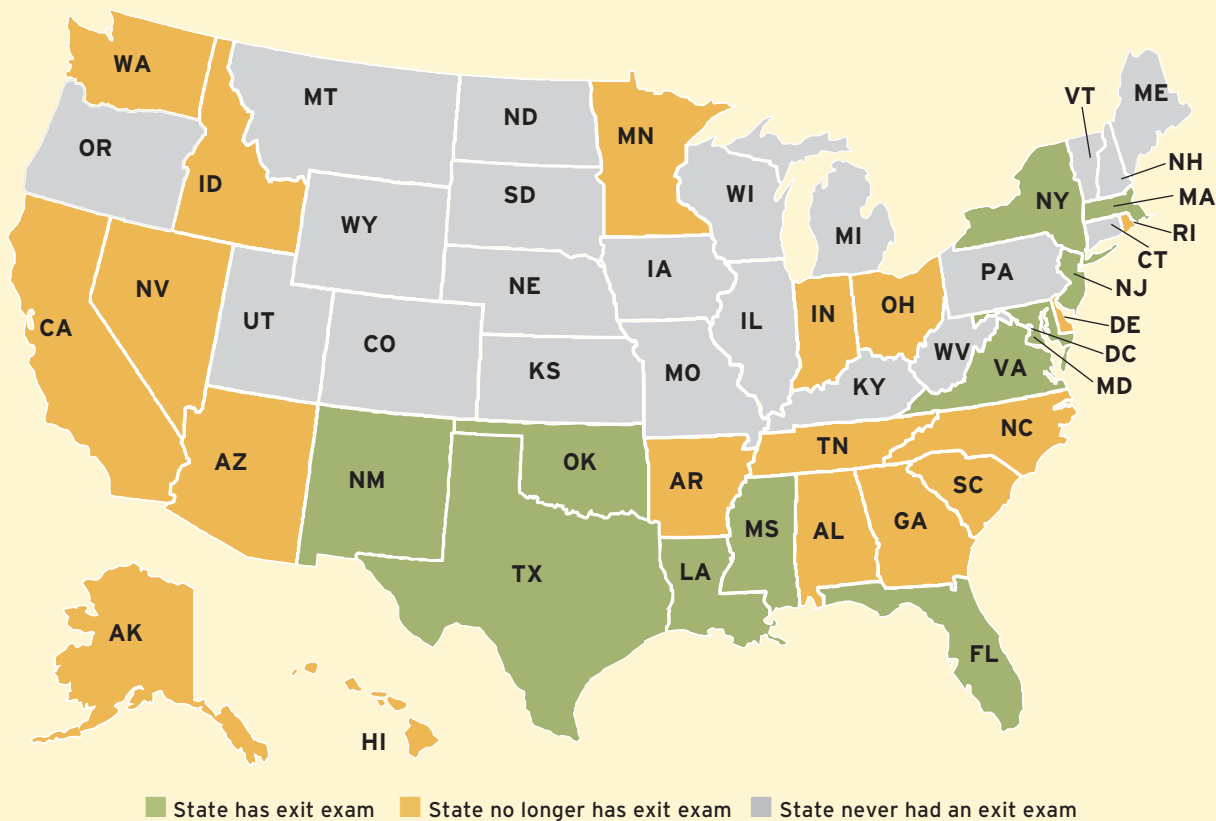 WA
MT
ND
MN
VT
ME
OR
ID
SD
WI
NH
MA
WY
MI
NY
RI
CT
IA
NE
PA
NV
NJ
IN
OH
IL
UT
CA
DE
CO
WV
DC
KS
MO
VA
KY
MD
NC
TN
AZ
OK
NM
AR
SC
GA
MS
AL
TX
LA
AK
FL
HI
State has exit exam State no longer has exit exam State never had an exit exam